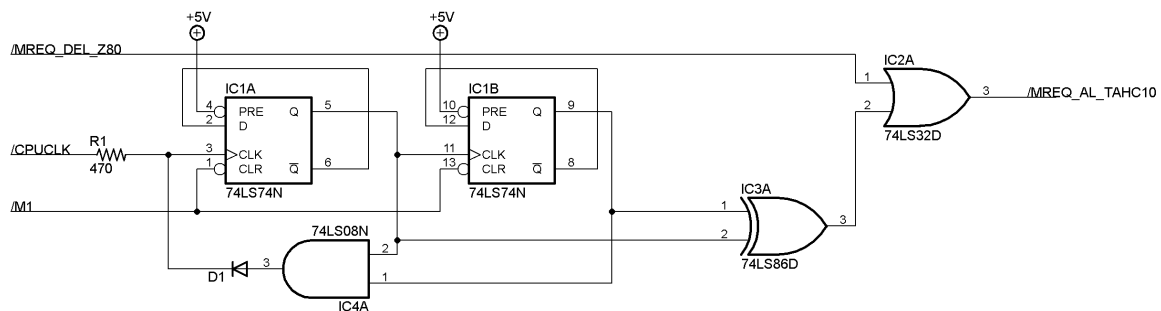 +5V
+5V
/MREQ_DEL_Z80
IC1A
IC1B
IC2A
1
2
3
/MREQ_AL_TAHC10
74LS32D
4
PRE
Q
5
2
D
10
PRE
Q
9
12
D
/CPUCLK
R1
470
3
CLK
1
CLR
Q
6
74LS74N
11
CLK
13
CLR
Q
8
74LS74N
/M1
IC3A
1
2
3
74LS86D
74LS08N
2
1
3
D1
IC4A